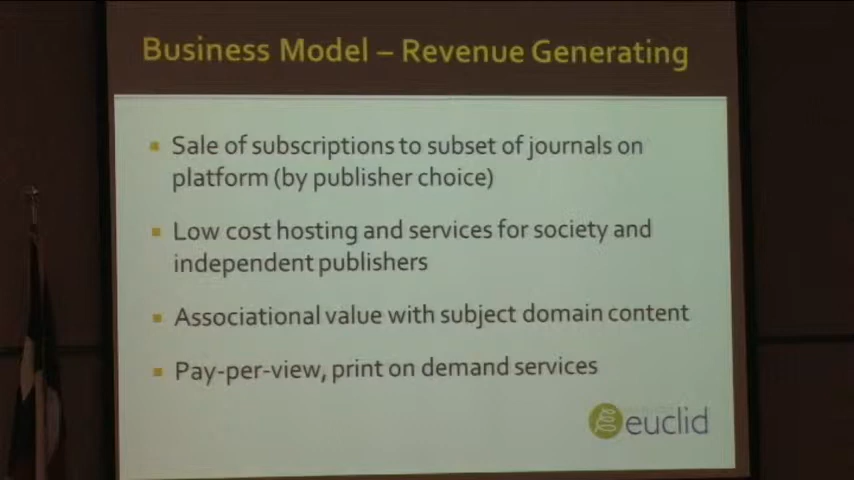 Business Model – Revenue Generating
Sale of subscriptions to subset of journals on
platform (by publisher choice)
Low cost hosting and services for society and
independent publishers
Associational value with subject domain content
Pay-per-view, print on demand services
euclid